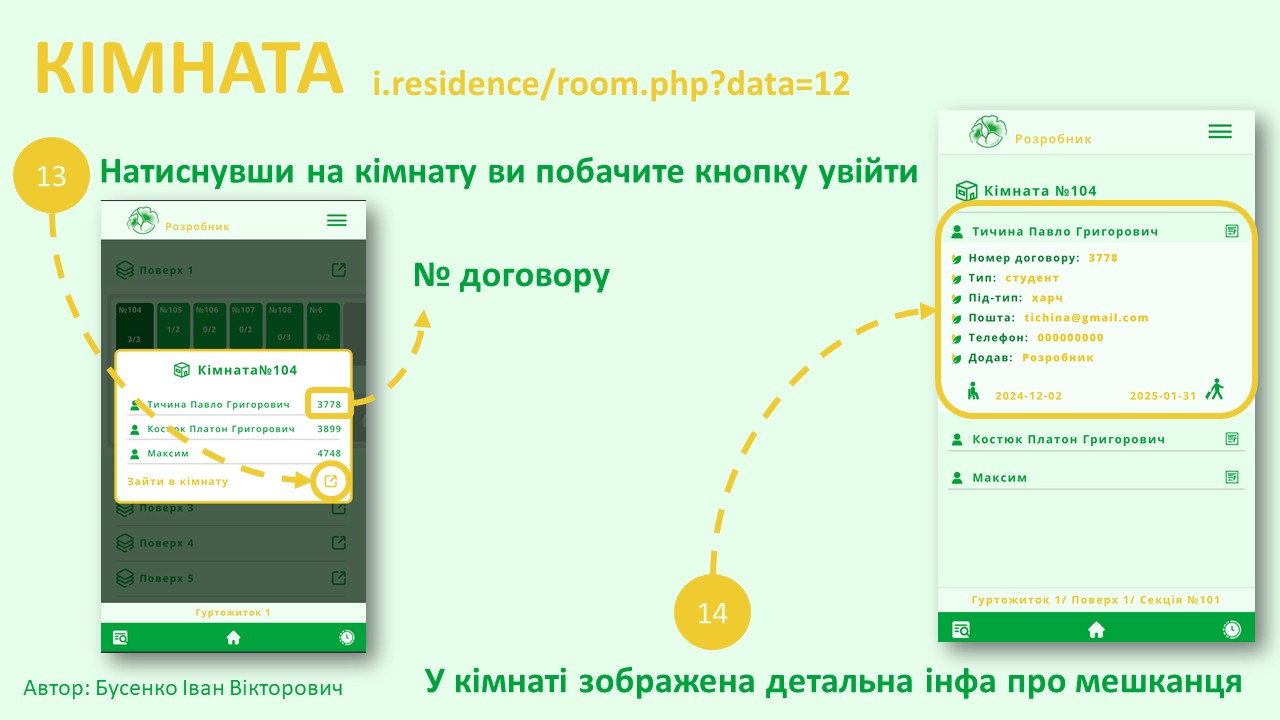 КІМНАТА i.residence/room.php?data=12
13 Натиснувши на кімнату ви побачите кнопку увійти
Розробник
Поверх 1
№104 №105 №106 №107 №108 №6
3/3 1/2 0/2 0/2 0/3 0/2
Кімната№104
Тичина Павло Григорович 3778
Костюк Платон Григорович 3899
Максим 4748
Зайти в кімнату
Поверх 3
Поверх 4
Поверх 5
Гуртожиток 1
№ договору
14
Розробник
Кімната №104
Тичина Павло Григорович
Номер договору: 3778
Тип: студент
Під-тип: харч
Пошта: tichina@gmail.com
Телефон: 000000000
Додав: Розробник
2024-12-02 2025-01-31
Костюк Платон Григорович
Максим
Гуртожиток 1/ Поверх 1/ Секція №101
У кімнаті зображена детальна інфа про мешканця
Автор: Бусенко Іван Вікторович